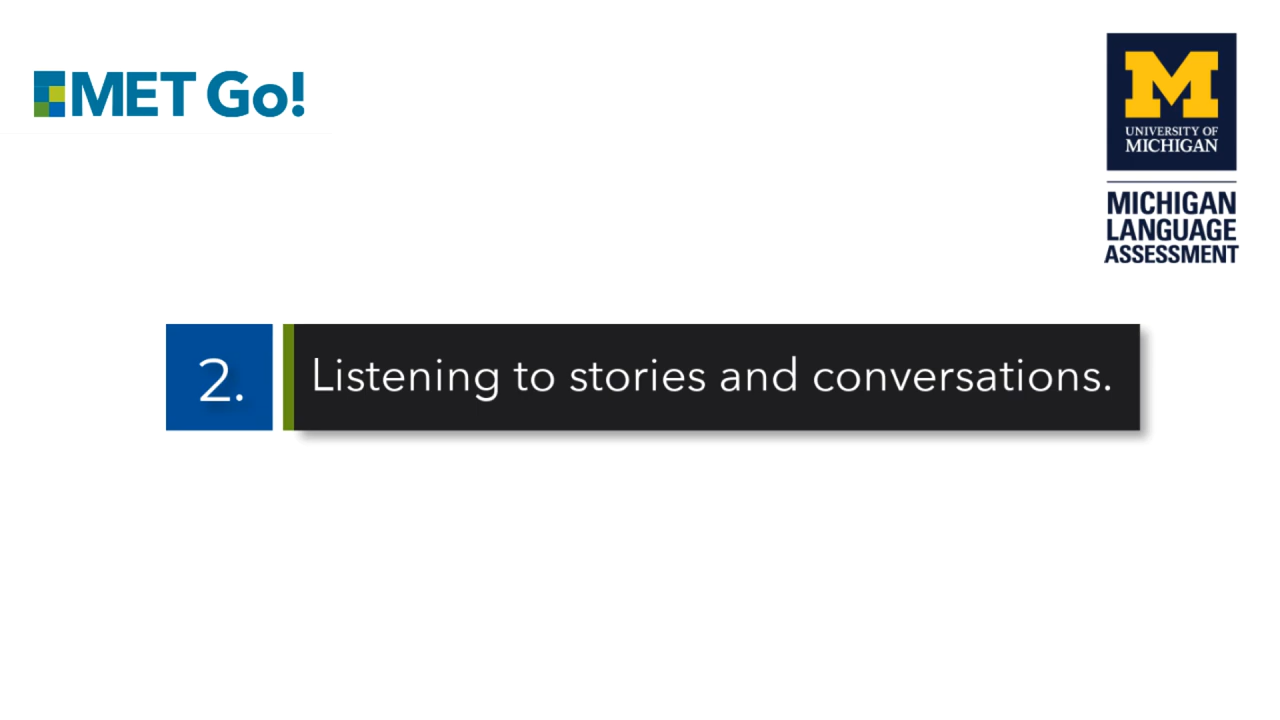 MET Go!
M
UNIVERSITY OF
MICHIGAN
MICHIGAN
LANGUAGE
ASSESSMENT
2. Listening to stories and conversations.